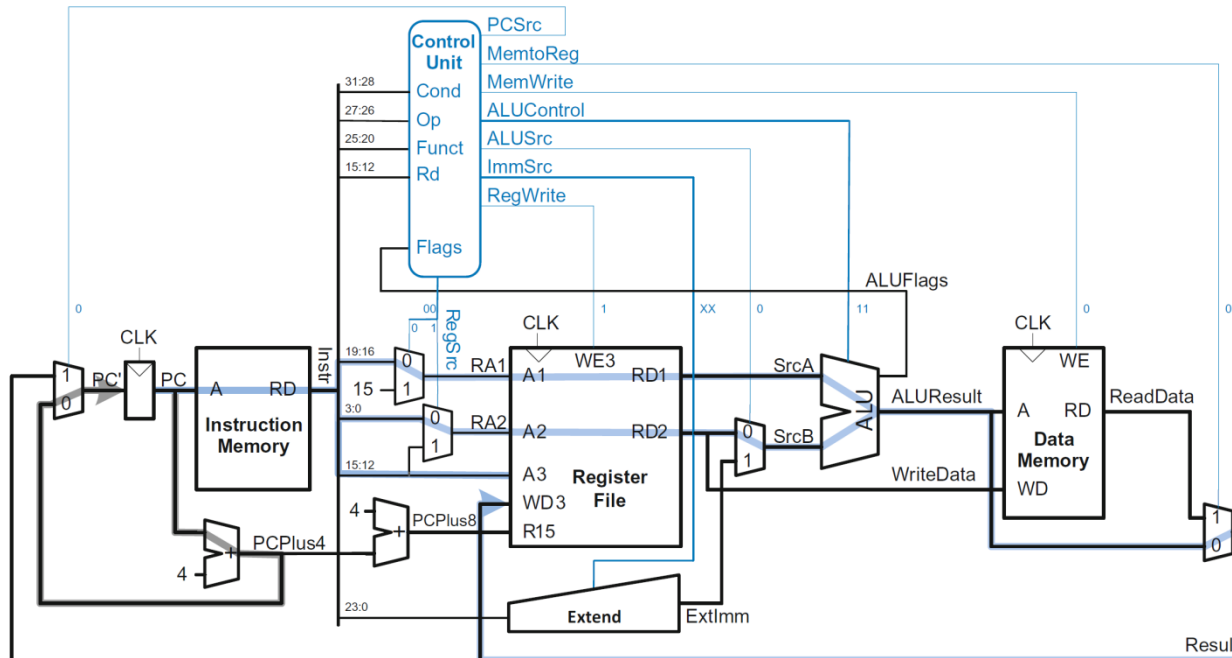 PCSrc
Control Unit
MemtoReg
MemWrite
31:28
Cond
27:26
Op
ALUControl
25:20
Funct
ALUSrc
15:12
Rd
ImmSrc
RegWrite
Flags
ALUFlags
0
00
0 1
RegSrc
1
XX
0
11
0
0
CLK
CLK
CLK
1
0
PC'
PC
A RD
Instruction Memory
Instr
19:16
0
15
1
RA1
A1
WE3
RD1
SrcA
ALU
ALUResult
WE
A RD
ReadData
3:0
0
1
RA2
A2
RD2
0
1
SrcB
Data Memory
15:12
A3
Register File
WriteData
WD
WD3
R15
4
+
PCPlus8
1
0
+
4
PCPlus4
23:0
Extend
ExtImm
Resul